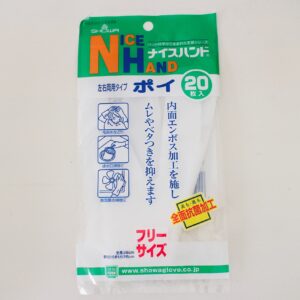 SHOWA
NICE HAND
ナイスハンド
左右両用タイプ
ポイ
20
枚入
内面エンボス加工を施し
ムレやベタつきを抑えます
全面抗菌加工
フリー
サイズ
www.showaglove.co.jp